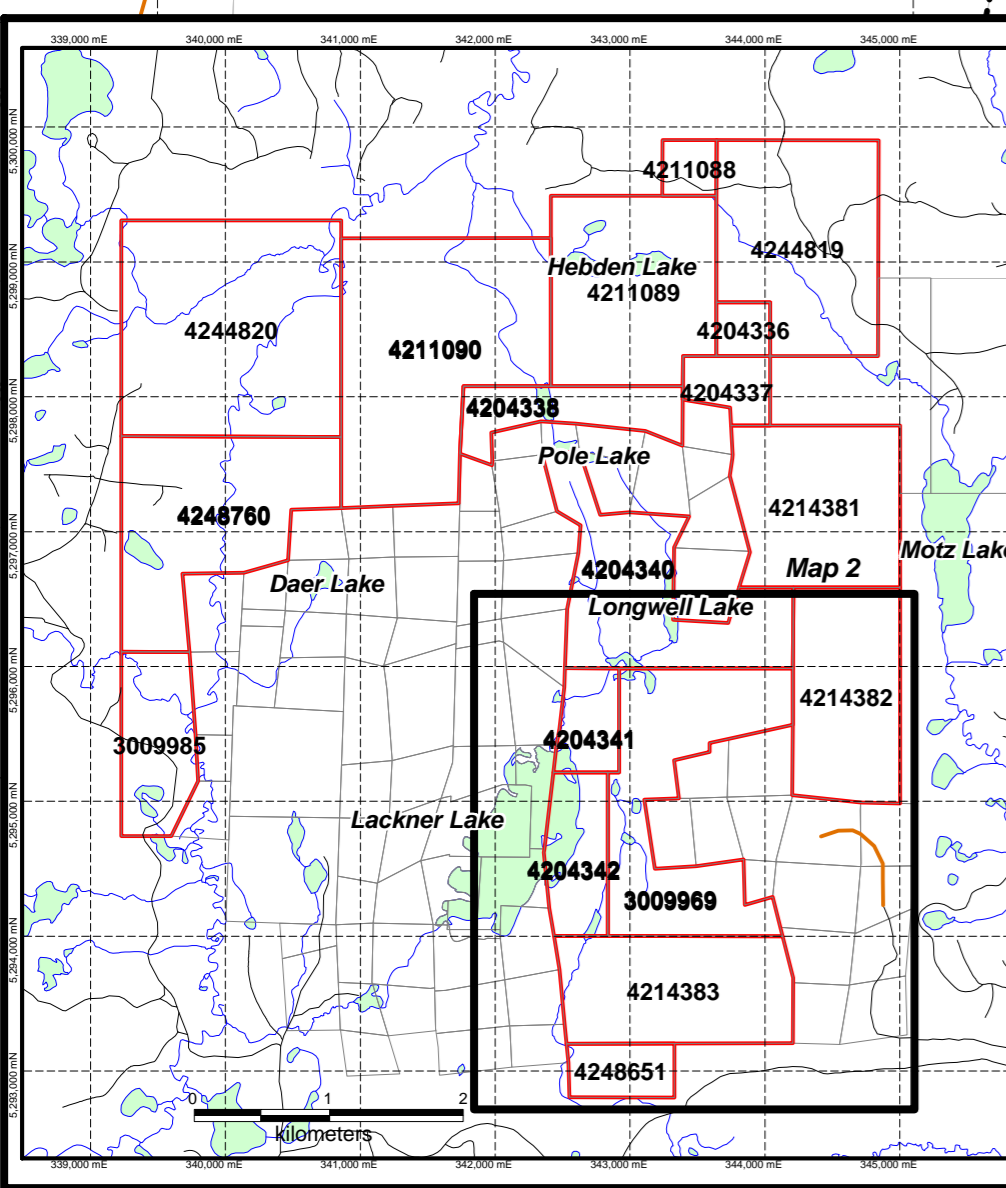 339,000 mE 340,000 mE 341,000 mE 342,000 mE 343,000 mE 344,000 mE 345,000 mE
5,300,000 mN
4211088
4244819
5,299,000 mN
Hebden Lake
4211089
4244820
4211090
4204336
5,298,000 mN
4204337
4204338
Pole Lake
4248760
4214381
5,297,000 mN
Motz Lake
4204340
Map 2
Daer Lake
Longwell Lake
5,296,000 mN
4214382
3009985
4204341
5,295,000 mN
Lackner Lake
4204342
3009969
5,294,000 mN
4214383
5,293,000 mN
4248651
0 1 2
kilometers
339,000 mE 340,000 mE 341,000 mE 342,000 mE 343,000 mE 344,000 mE 345,000 mE